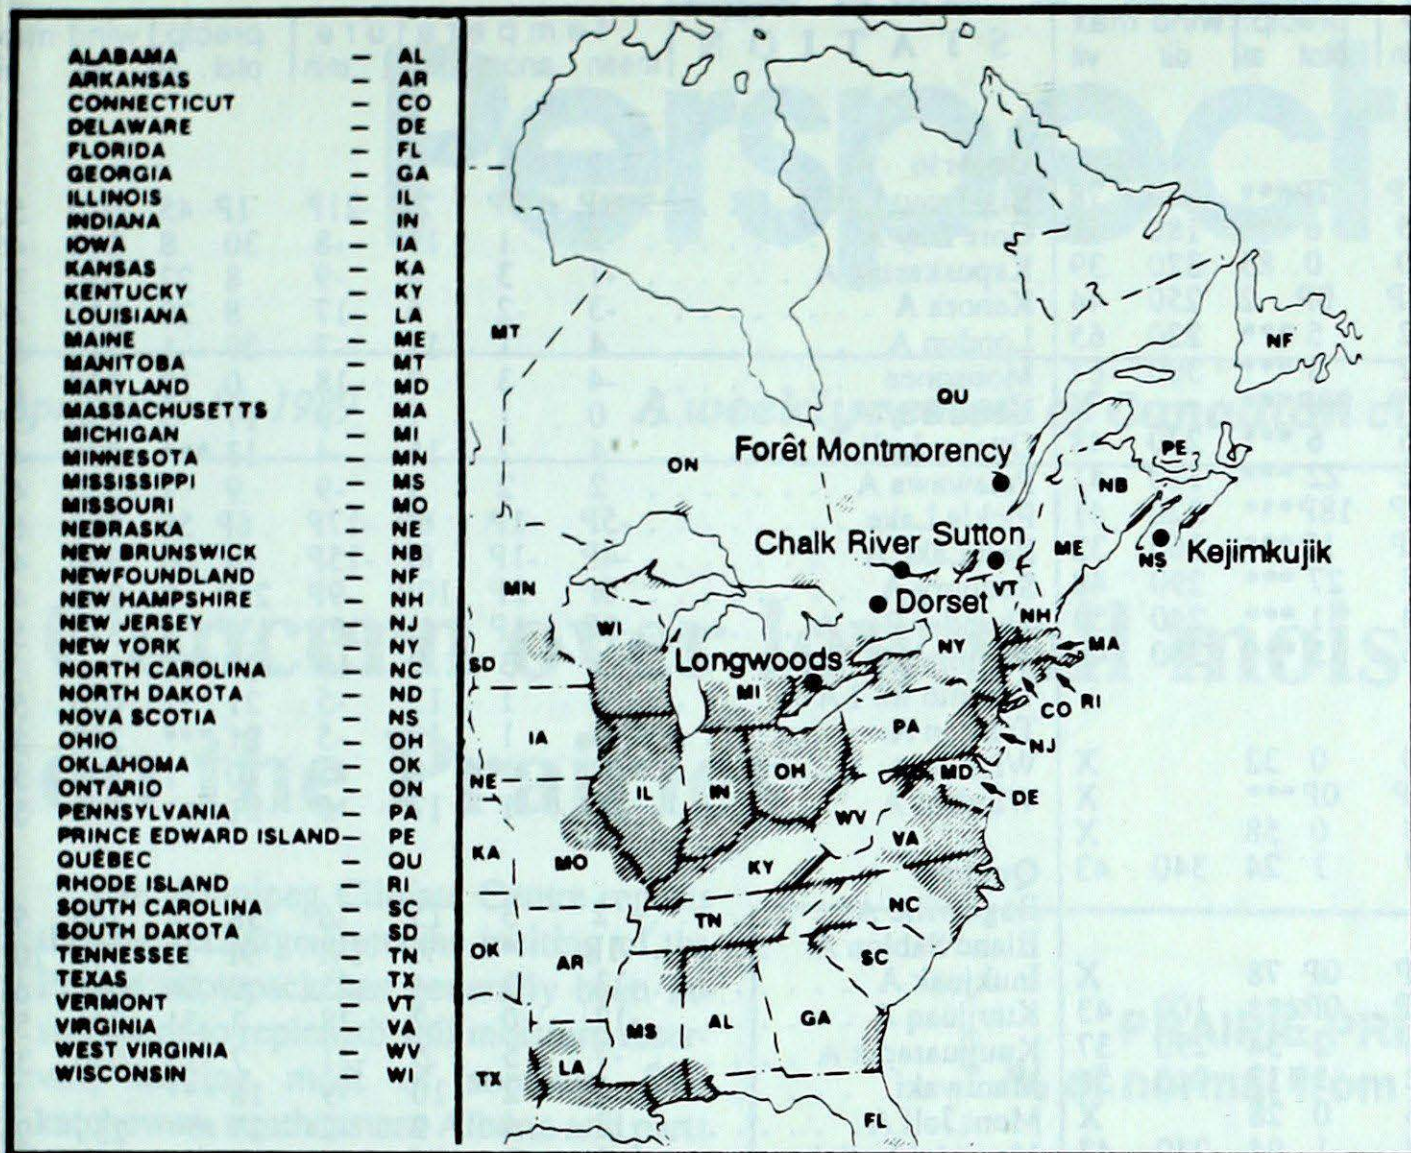 ALABAMA – AL
ARKANSAS – AR
CONNECTICUT – CO
DELAWARE – DE
FLORIDA – FL
GEORGIA – GA
ILLINOIS – IL
INDIANA – IN
IOWA – IA
KANSAS – KA
KENTUCKY – KY
LOUISIANA – LA
MAINE – ME
MANITOBA – MT
MARYLAND – MD
MASSACHUSETTS – MA
MICHIGAN – MI
MINNESOTA – MN
MISSISSIPPI – MS
MISSOURI – MO
NEBRASKA – NE
NEW BRUNSWICK – NB
NEWFOUNDLAND – NF
NEW HAMPSHIRE – NH
NEW JERSEY – NJ
NEW YORK – NY
NORTH CAROLINA – NC
NORTH DAKOTA – ND
NOVA SCOTIA – NS
OHIO – OH
OKLAHOMA – OK
ONTARIO – ON
PENNSYLVANIA – PA
PRINCE EDWARD ISLAND – PE
QUÉBEC – QU
RHODE ISLAND – RI
SOUTH CAROLINA – SC
SOUTH DAKOTA – SD
TENNESSEE – TN
TEXAS – TX
VERMONT – VT
VIRGINIA – VA
WEST VIRGINIA – WV
WISCONSIN – WI
MT
NF
QU
Forêt Montmorency
PE
ON
NB
Chalk River
Sutton
ME
NS
Kejimkujik
MN
VT
Dorset
NH
WI
NY
MA
SD
Longwoods
MI
CO
RI
PA
NJ
IA
NE
IL
IN
OH
MD
DE
WV
VA
KA
MO
KY
NC
TN
OK
AR
SC
MS
AL
GA
TX
LA
FL